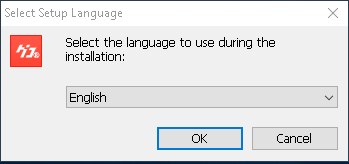 Select Setup Language
Select the language to use during the
installation:
English
OK
Cancel